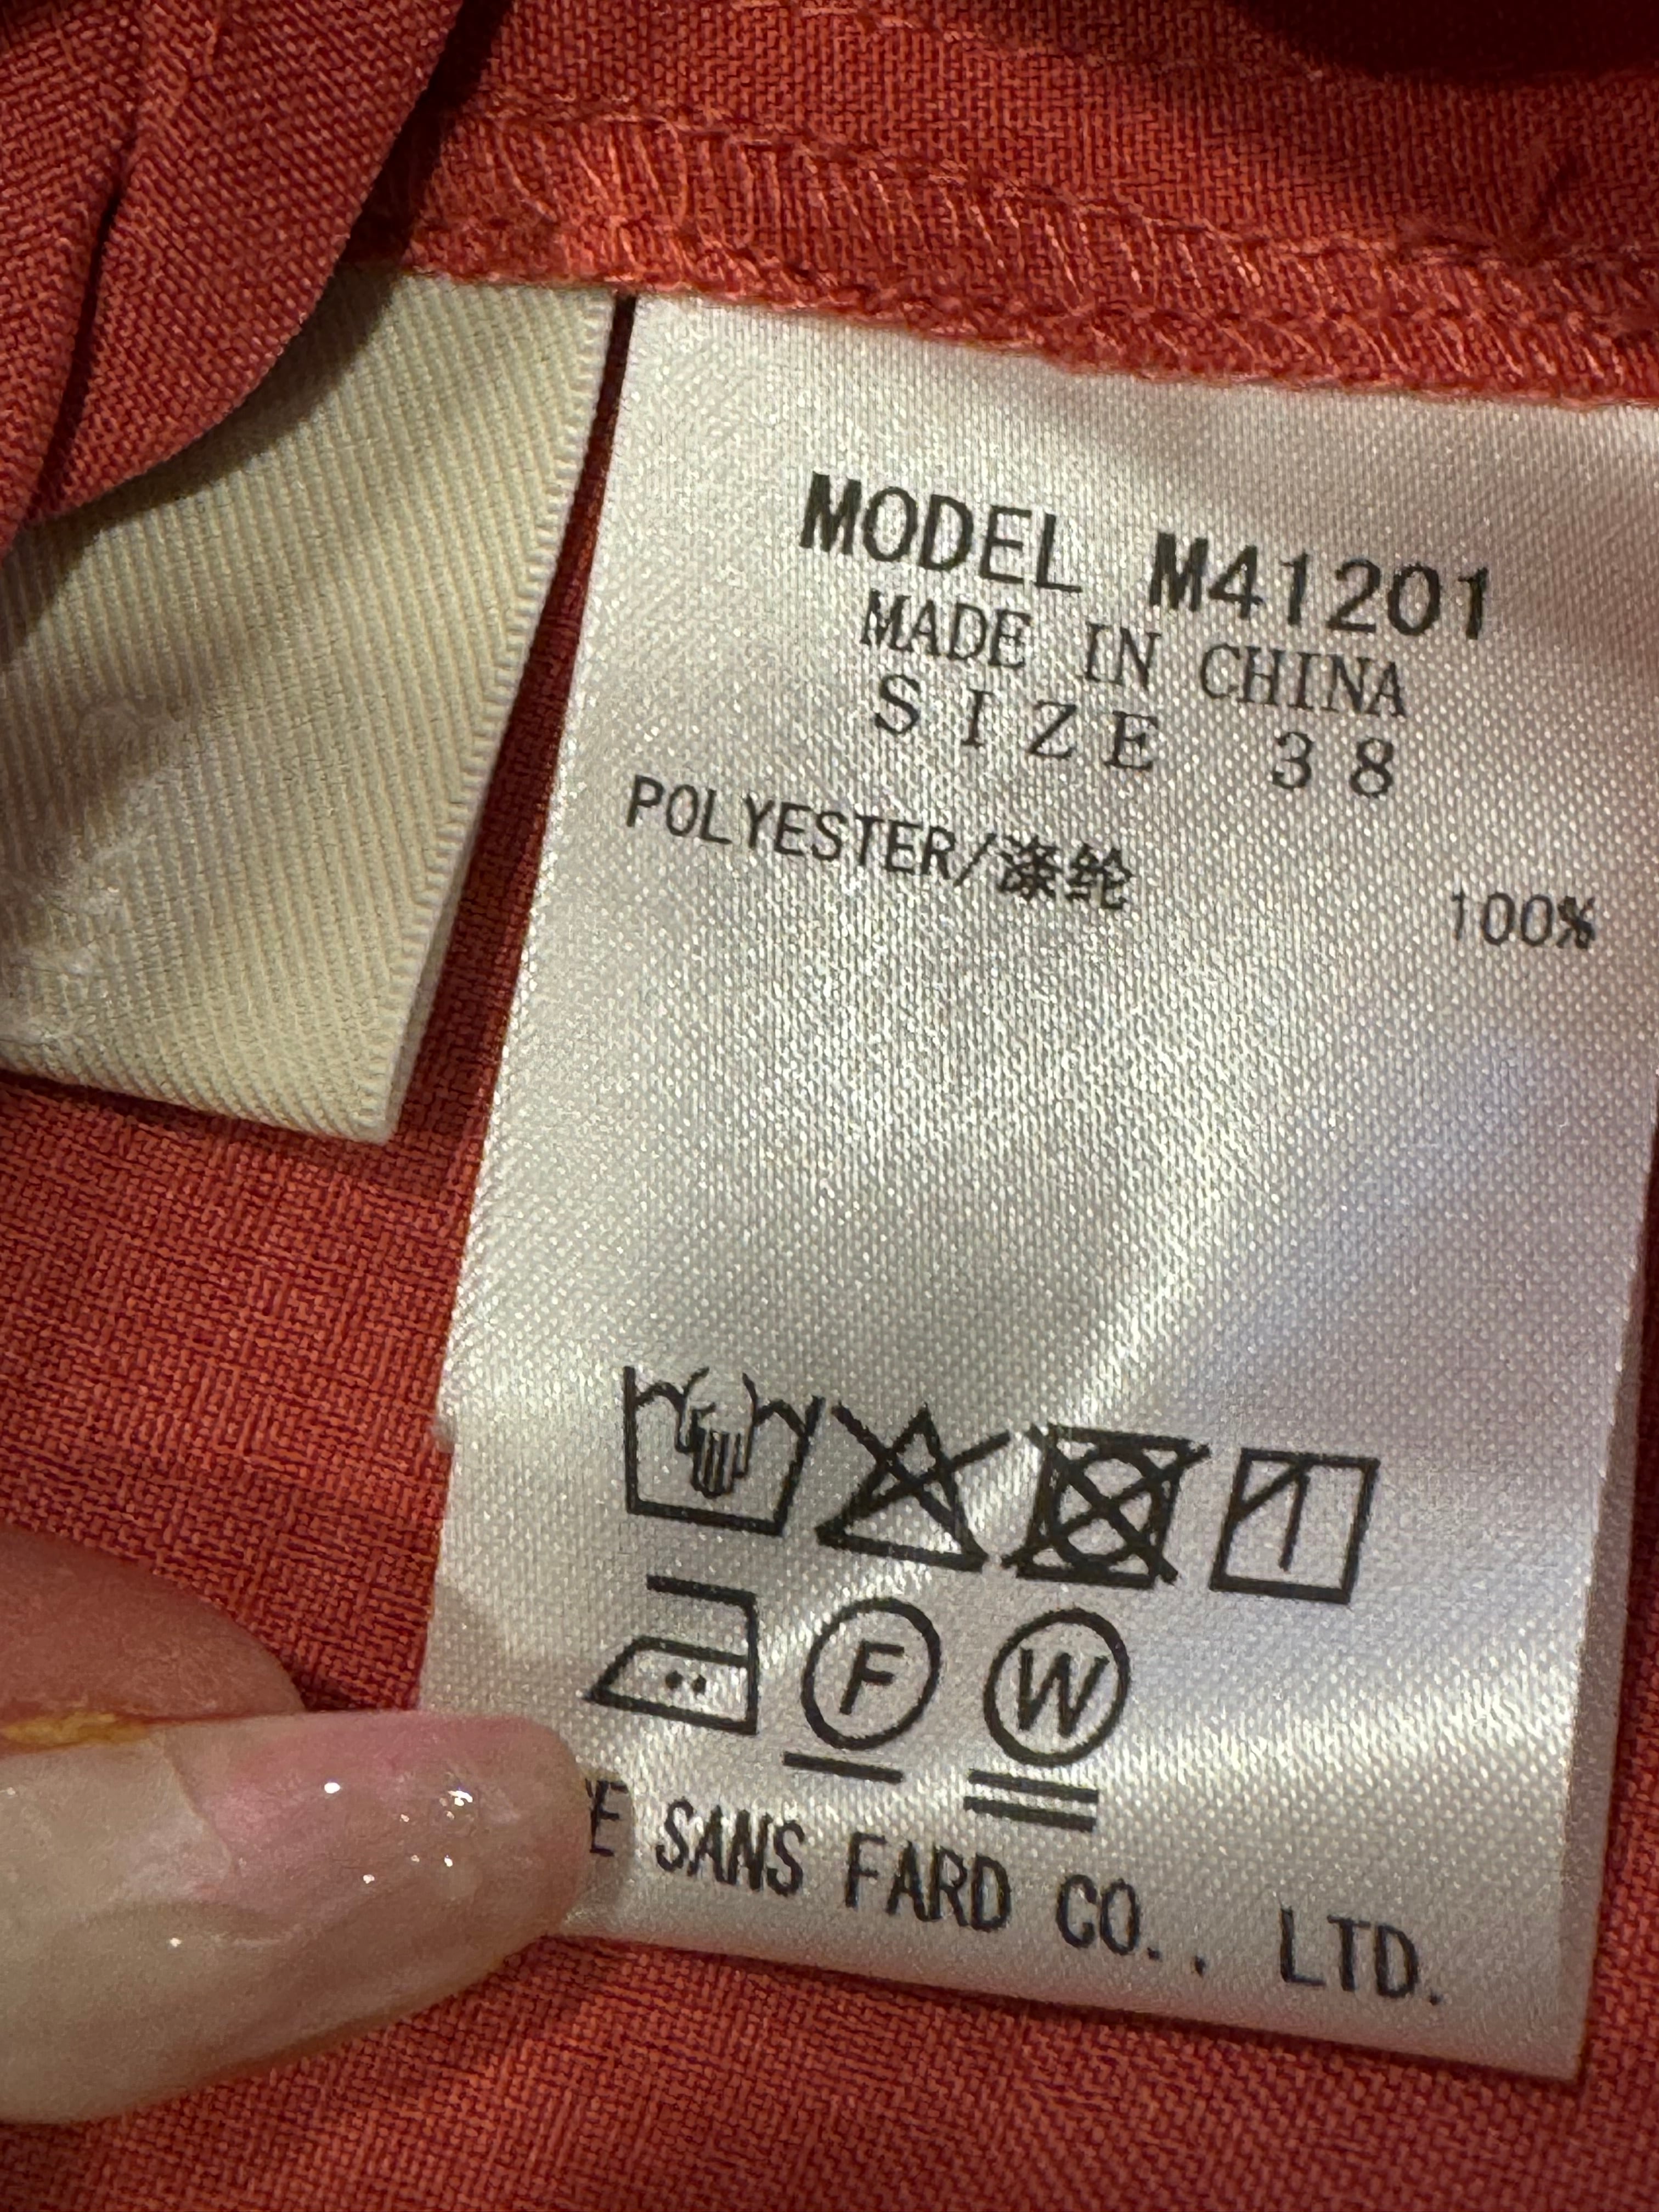 MODEL M41201
MADE IN CHINA
SIZE 38
POLYESTER/涤纶 100%
F W
SANS FARD CO., LTD.